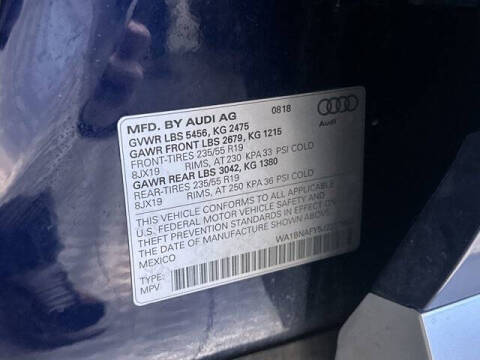 MFD. BY AUDI AG 0818
Audi
GVWR LBS 5456, KG 2475
GAWR FRONT LBS 2679, KG 1215
FRONT-TIRES 235/55 R19
8JX19 RIMS, AT 230 KPA 33 PSI COLD
GAWR REAR LBS 3042, KG 1380
REAR-TIRES 235/55 R19
8JX19 RIMS, AT 250 KPA 36 PSI COLD
THIS VEHICLE CONFORMS TO ALL APPLICABLE
U.S. FEDERAL MOTOR VEHICLE SAFETY AND
THEFT PREVENTION STANDARDS IN EFFECT ON
THE DATE OF MANUFACTURE SHOWN ABOVE.
MEXICO
TYPE:
MPV